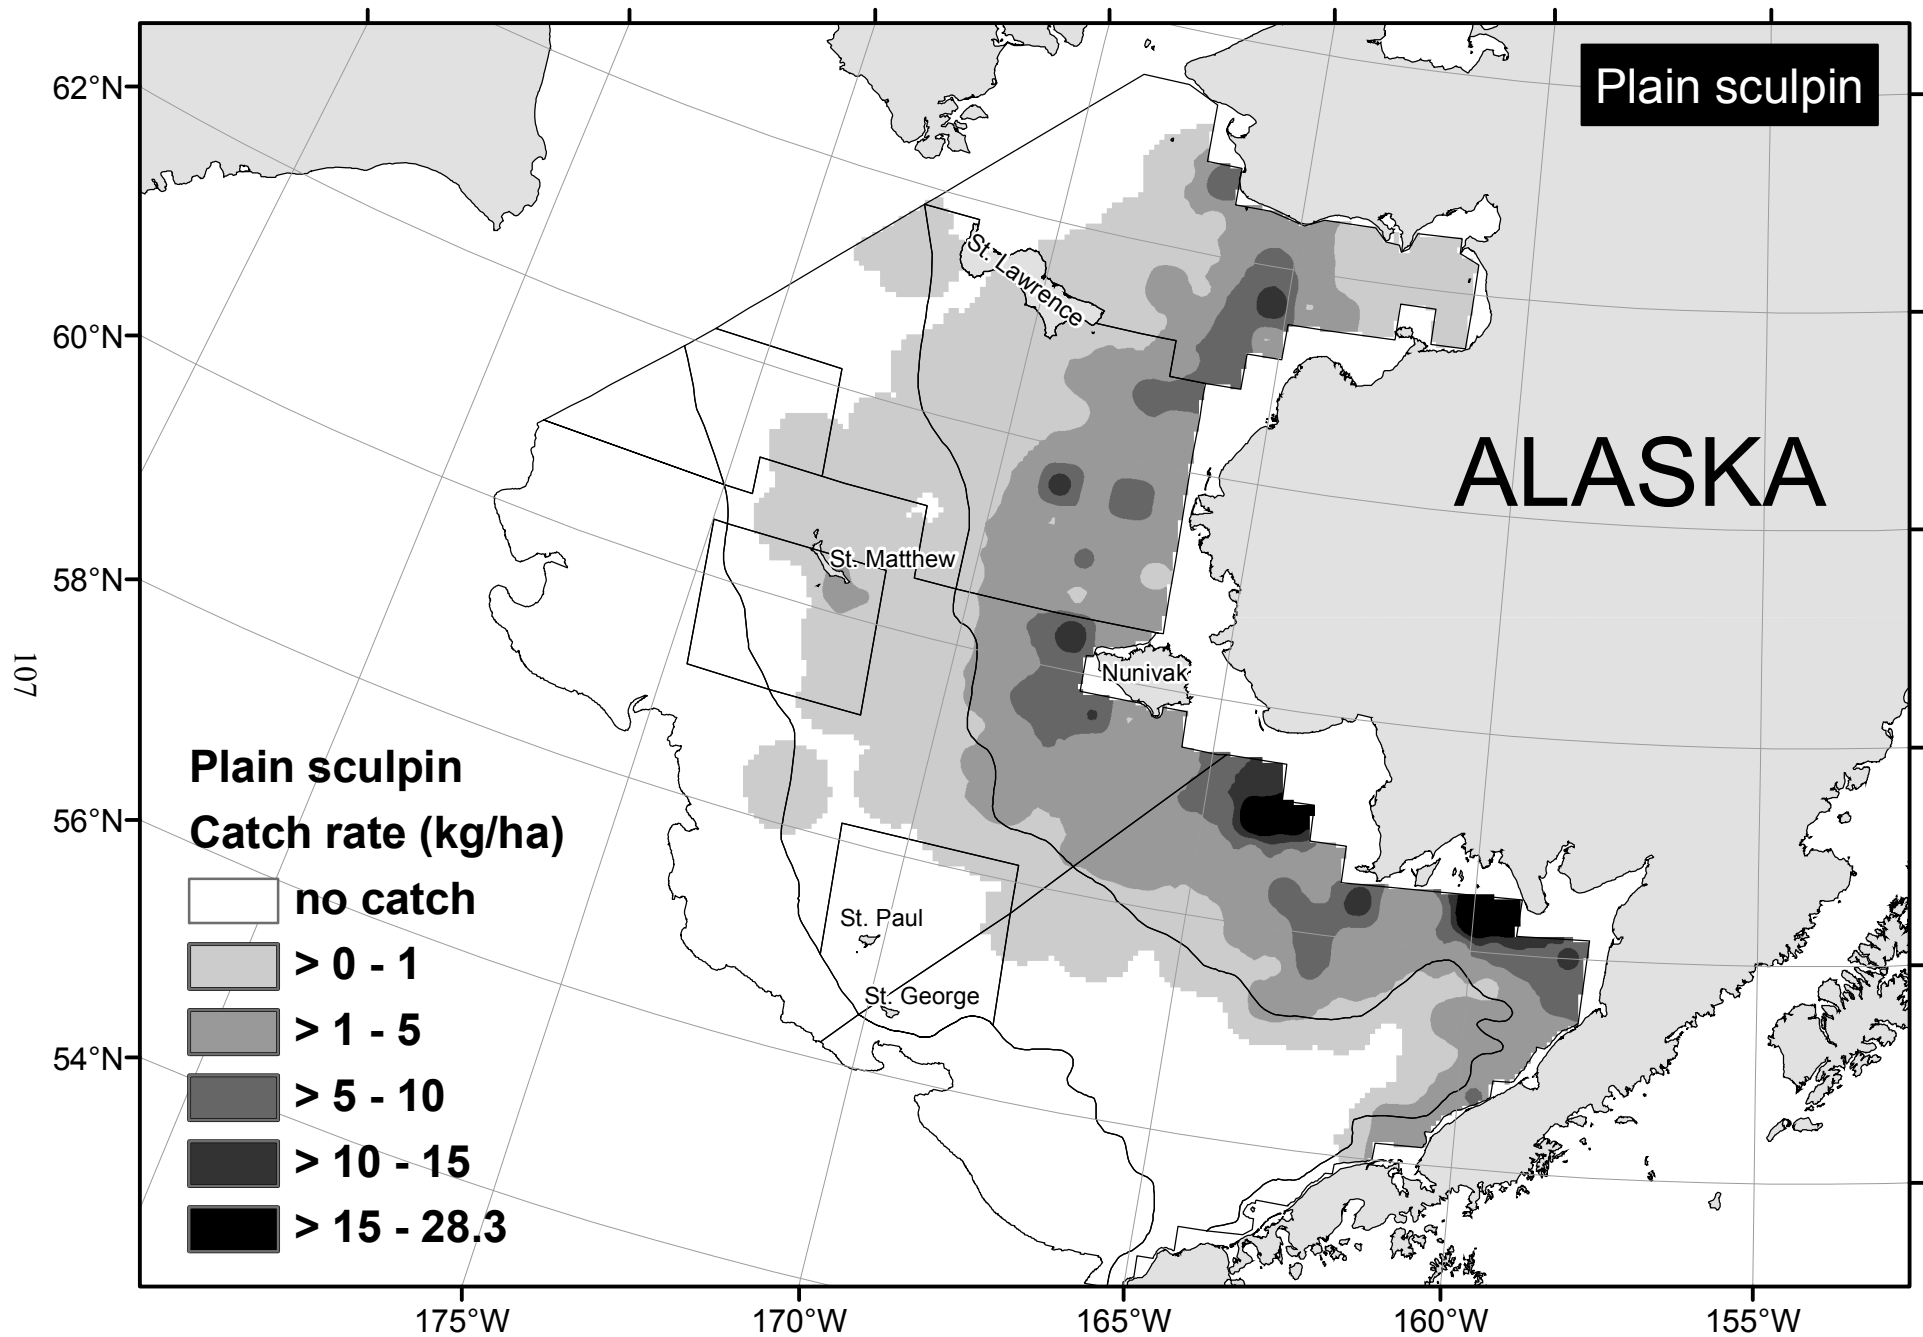 Plain sculpin
62°N
60°N
58°N
56°N
54°N
ALASKA
St. Lawrence
St. Matthew
Nunivak
St. Paul
St. George
107
Plain sculpin
Catch rate (kg/ha)
no catch
> 0 - 1
> 1 - 5
> 5 - 10
> 10 - 15
> 15 - 28.3
175°W
170°W
165°W
160°W
155°W